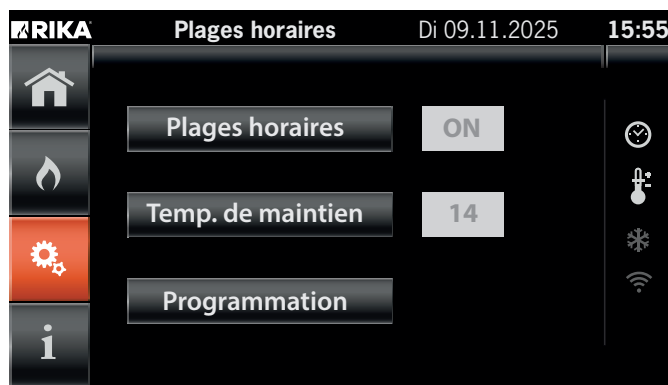 RIKA Plages horaires Di 09.11.2025 15:55
Plages horaires ON
Temp. de maintien 14
Programmation
i